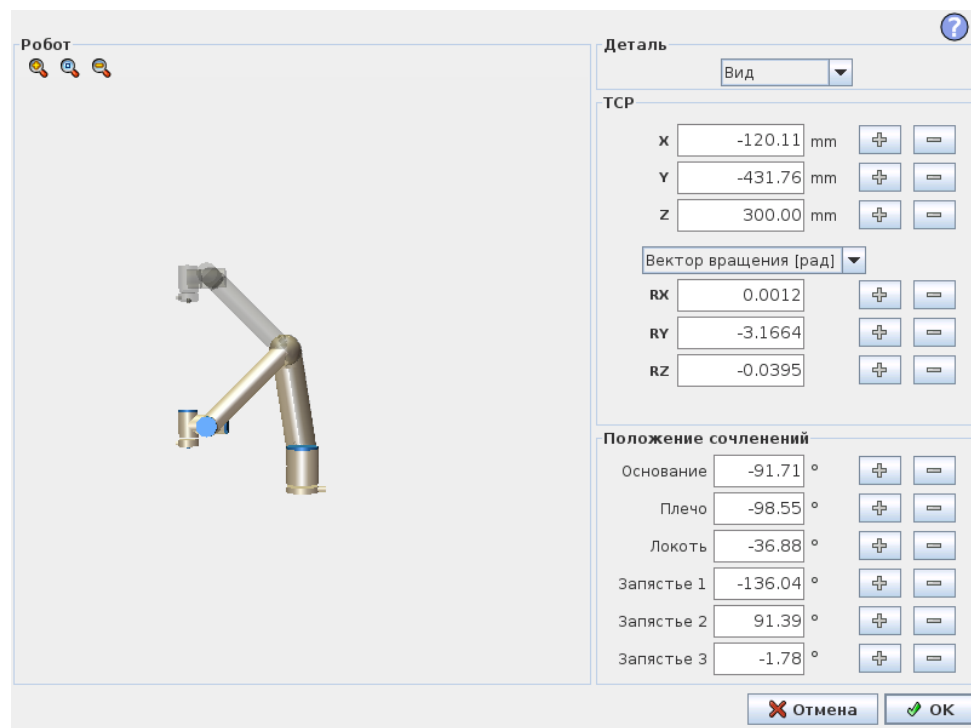 ?
Робот
Деталь
Вид
TCP
X -120.11 mm
Y -431.76 mm
Z 300.00 mm
Вектор вращения [рад]
RX 0.0012
RY -3.1664
RZ -0.0395
Положение сочленений
Основание -91.71 °
Плечо -98.55 °
Локоть -36.88 °
Запястье 1 -136.04 °
Запястье 2 91.39 °
Запястье 3 -1.78 °
Отмена
OK